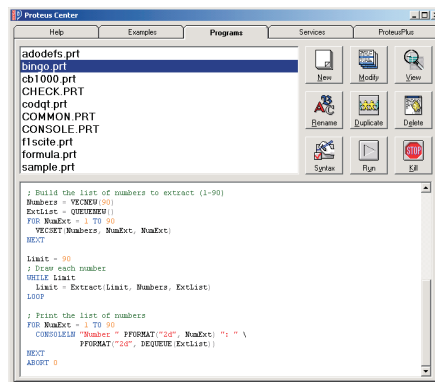 Proteus Center
Help Examples Programs Services ProteusPlus
adodefs.prt
bingo.prt
cb1000.prt
CHECK.PRT
codqt.prt
COMMON.PRT
CONSOLE.PRT
f1scite.prt
formula.prt
sample.prt
New Modify View
Rename Duplicate Delete
STOP
Syntax Run Kill
; Build the list of numbers to extract (1-90)
Numbers = VECNEW(90)
ExtList = QUEUENEW()
FOR NumExt = 1 TO 90
VECSET(Numbers, NumExt, NumExt)
NEXT
Limit = 90
; Draw each number
WHILE Limit
Limit = Extract(Limit, Numbers, ExtList)
LOOP
; Print the list of numbers
FOR NumExt = 1 TO 90
CONSOLELN "Number " PFORMAT("2d", NumExt) ": " \
PFORMAT("2d", DEQUEUE(ExtList))
NEXT
ABORT 0